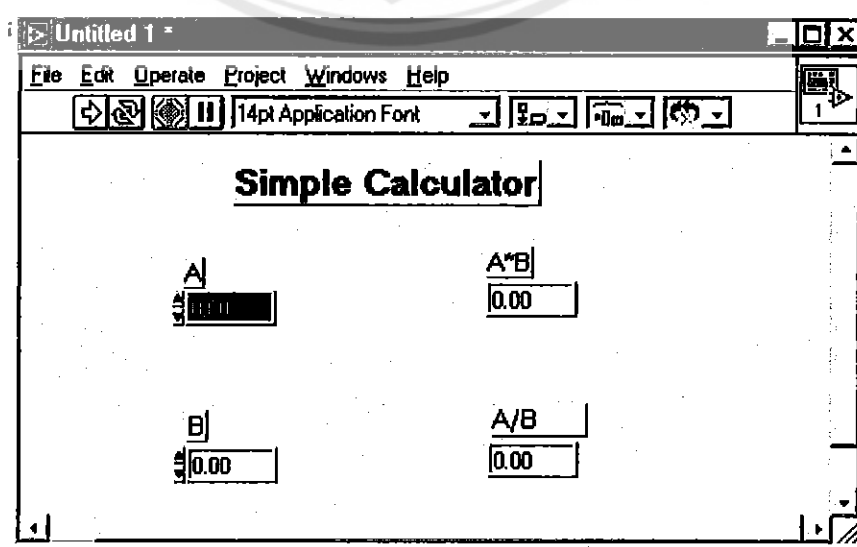 Untitled 1 *
File Edit Operate Project Windows Help
14pt Application Font
1
Simple Calculator
A
A*B
0.00
B
0.00
A/B
0.00